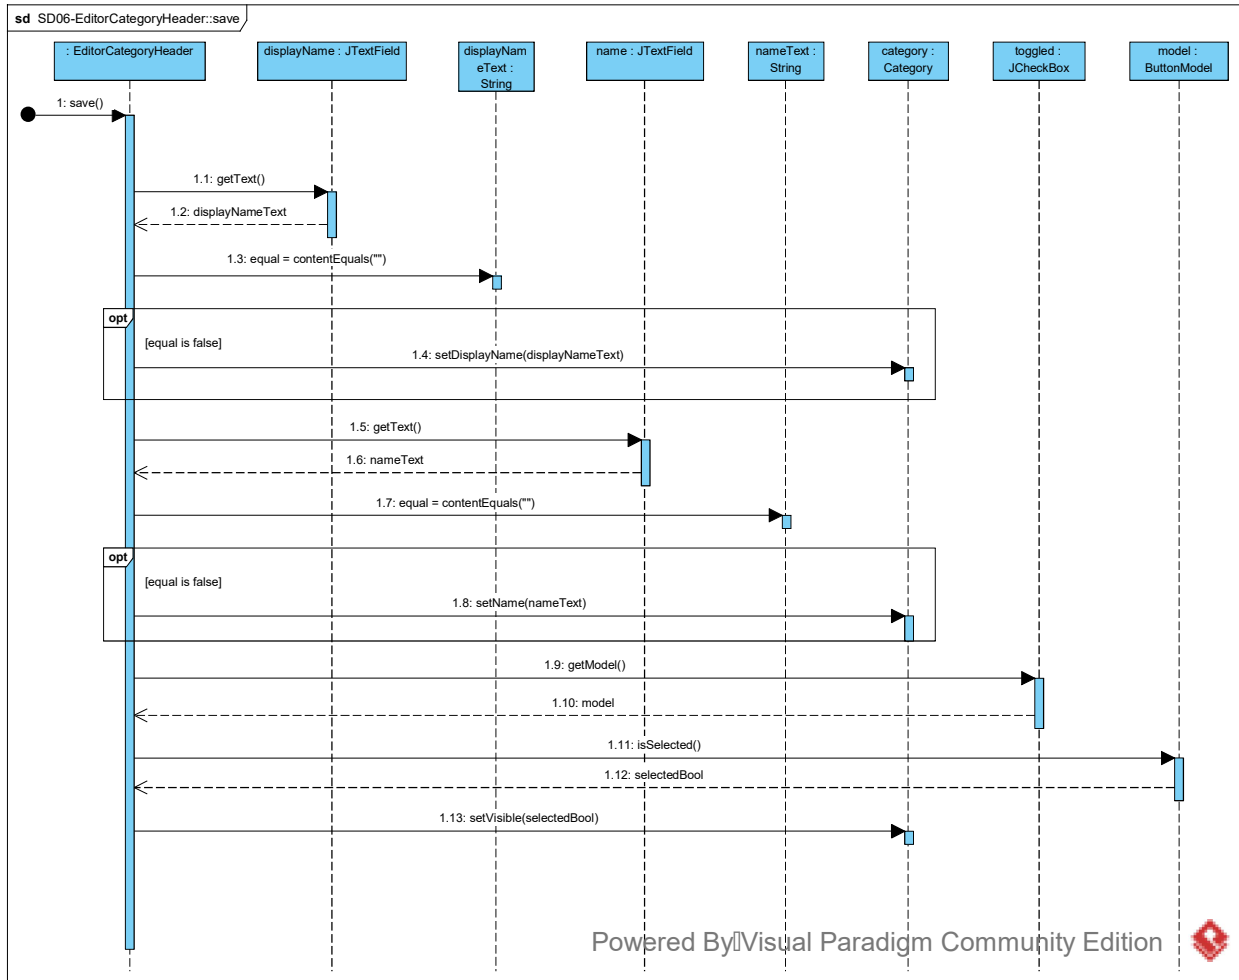 sd SD06-EditorCategoryHeader::save
: EditorCategoryHeader
displayName : JTextField
displayNam
eText :
String
name : JTextField
nameText :
String
category :
Category
toggled :
JCheckBox
model :
ButtonModel
1: save()
1.1: getText()
1.2: displayNameText
1.3: equal = contentEquals("")
opt
[equal is false]
1.4: setDisplayName(displayNameText)
1.5: getText()
1.6: nameText
1.7: equal = contentEquals("")
opt
[equal is false]
1.8: setName(nameText)
1.9: getModel()
1.10: model
1.11: isSelected()
1.12: selectedBool
1.13: setVisible(selectedBool)
Powered By▯Visual Paradigm Community Edition